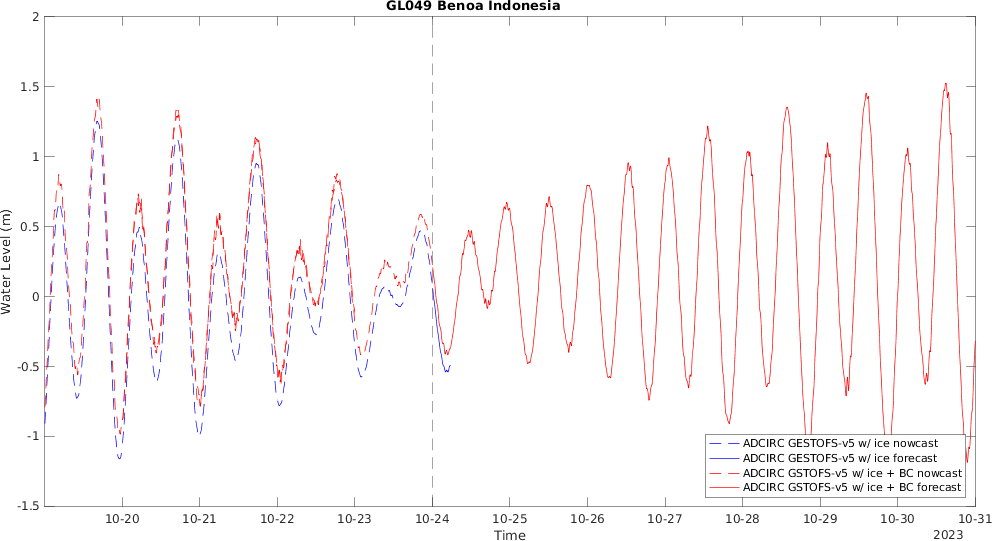 GL049 Benoa Indonesia
2
1.5
1
0.5
0
-0.5
-1
-1.5
Water Level (m)
ADCIRC GESTOFS-v5 w/ ice nowcast
ADCIRC GESTOFS-v5 w/ ice forecast
ADCIRC GSTOFS-v5 w/ ice + BC nowcast
ADCIRC GSTOFS-v5 w/ ice + BC forecast
10-20 10-21 10-22 10-23 10-24 10-25 10-26 10-27 10-28 10-29 10-30 10-31
Time
2023